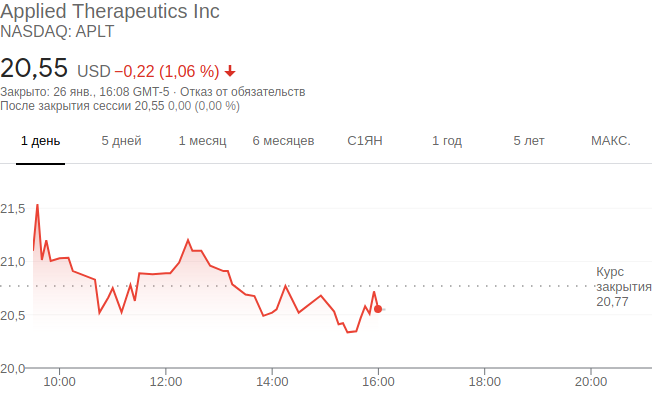 Applied Therapeutics Inc
NASDAQ: APLT
20,55 USD −0,22 (1,06 %)
Закрыто: 26 янв., 16:08 GMT-5 · Отказ от обязательств
После закрытия сессии 20,55 0,00 (0,00 %)
1 день 5 дней 1 месяц 6 месяцев С1ЯН 1 год 5 лет МАКС.
21,5
21,0
Курс
закрытия
20,77
20,5
20,0
10:00 12:00 14:00 16:00 18:00 20:00